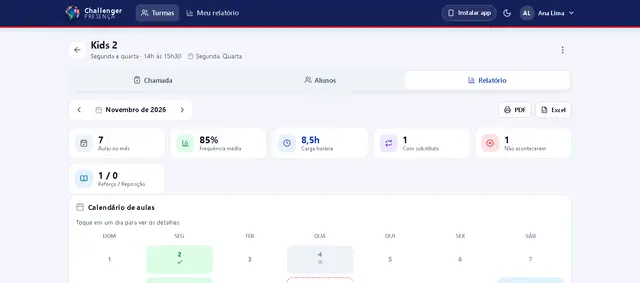 Challenger
PRESENÇA
Turmas
Meu relatório
Instalar app
AL
Ana Lima
Kids 2
Segunda a quarta · 14h às 15h30
Segunda, Quarta
Chamada
Alunos
Relatório
Novembro de 2026
PDF
Excel
7
Aulas no mês
85%
Frequência média
8,5h
Carga horária
1
Com substituto
1
Não aconteceram
1 / 0
Reforço / Reposição
Calendário de aulas
Toque em um dia para ver os detalhes
DOM
SEG
TER
QUA
QUI
SEX
SÁB
1
2
3
4
5
6
7